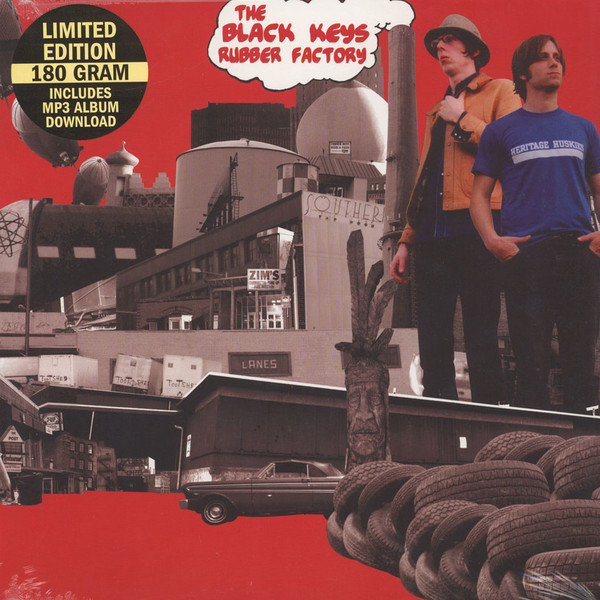 LIMITED
EDITION
180 GRAM
INCLUDES
MP3 ALBUM
DOWNLOAD
THE
BLACK KEYS
RUBBER FACTORY
HERITAGE HUSKIES
SOUTHER
ZIM'S
LANES